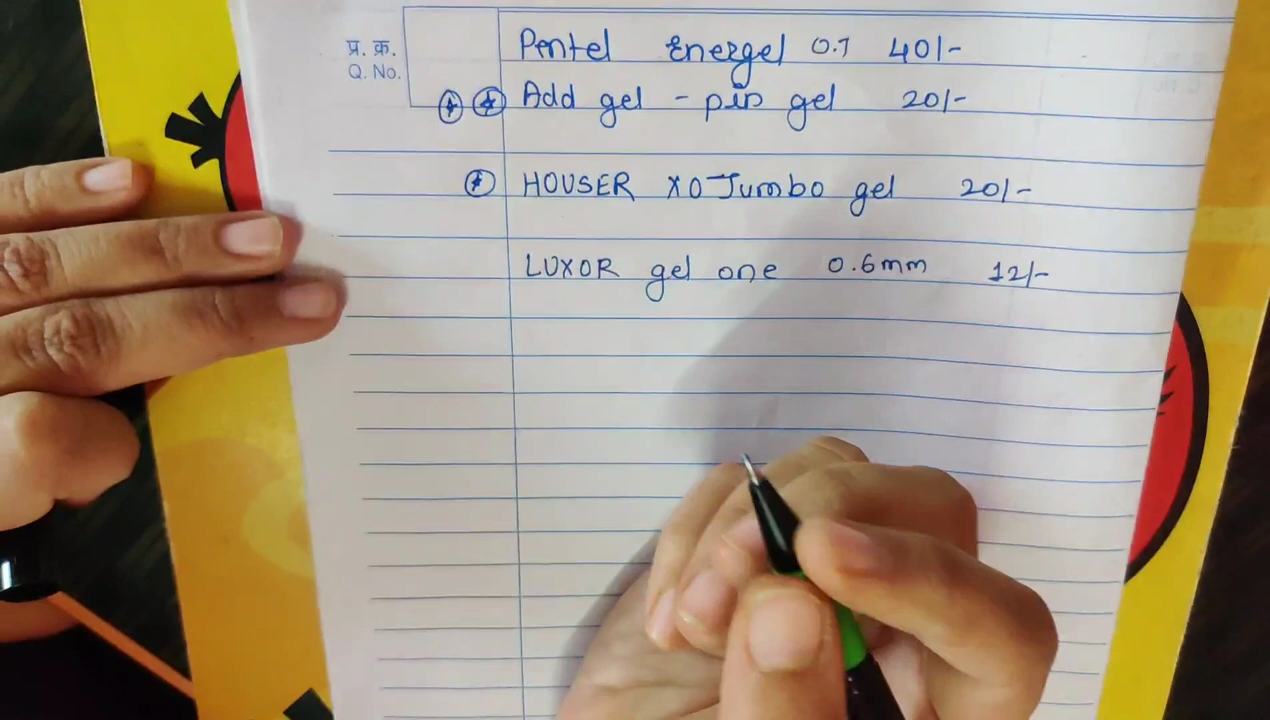 प्र. क्र.
Q. No.
Pentel Energel 0.7 40/-
Add gel - pin gel 20/-
HOUSER XO Jumbo gel 20/-
LUXOR gel one 0.6mm 12/-